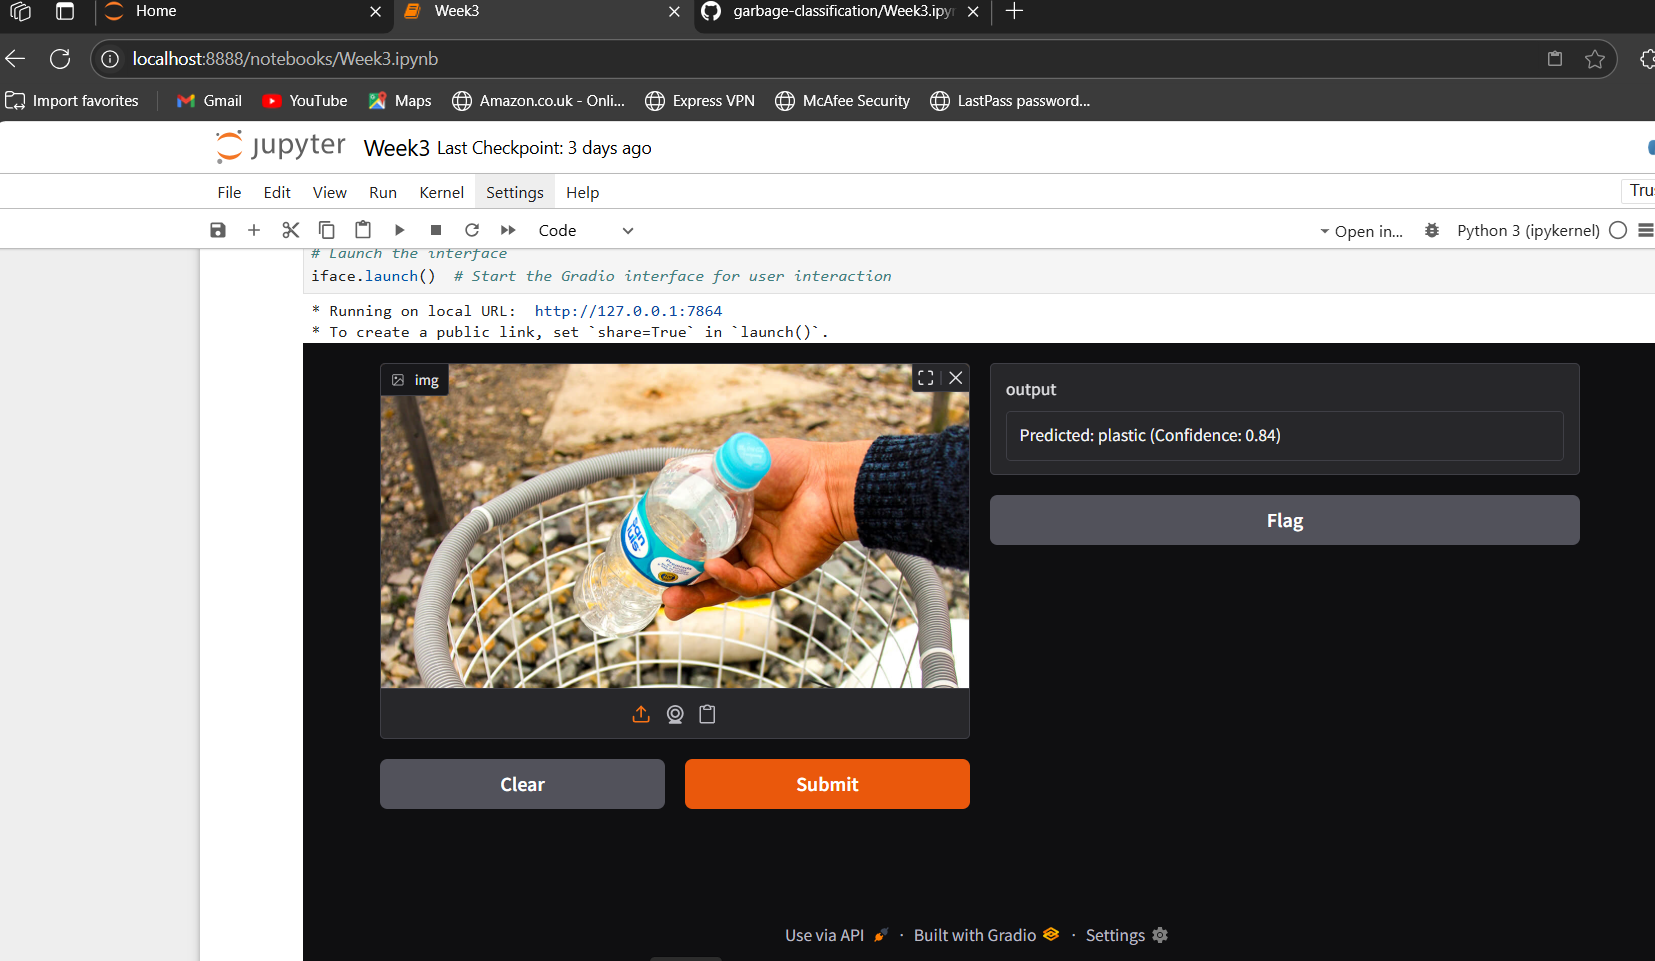 Home
Week3
garbage-classification/Week3.ipyn
localhost:8888/notebooks/Week3.ipynb
Import favorites
Gmail
YouTube
Maps
Amazon.co.uk - Onli...
Express VPN
McAfee Security
LastPass password...
jupyter
Week3 Last Checkpoint: 3 days ago
File Edit View Run Kernel Settings Help
Trus
Code
Open in...
Python 3 (ipykernel)
# Launch the interface
iface.launch()  # Start the Gradio interface for user interaction
* Running on local URL:  http://127.0.0.1:7864
* To create a public link, set `share=True` in `launch()`.
img
san
luis
output
Predicted: plastic (Confidence: 0.84)
Flag
Clear
Submit
Use via API · Built with Gradio · Settings